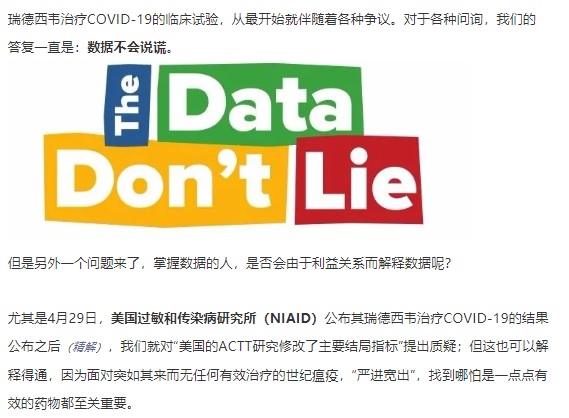 瑞德西韦治疗COVID-19的临床试验，从最开始就伴随着各种争议。对于各种问询，我们的
答复一直是：数据不会说谎。
The Data
Don't Lie
但是另外一个问题来了，掌握数据的人，是否会由于利益关系而解释数据呢？
尤其是4月29日，美国过敏和传染病研究所（NIAID）公布其瑞德西韦治疗COVID-19的结果
公布之后（精解），我们就对“美国的ACTT研究修改了主要结局指标”提出质疑；但这也可以解
释得通，因为面对突如其来而无任何有效治疗的世纪瘟疫，“严进宽出”，找到哪怕是一点点有
效的药物都至关重要。